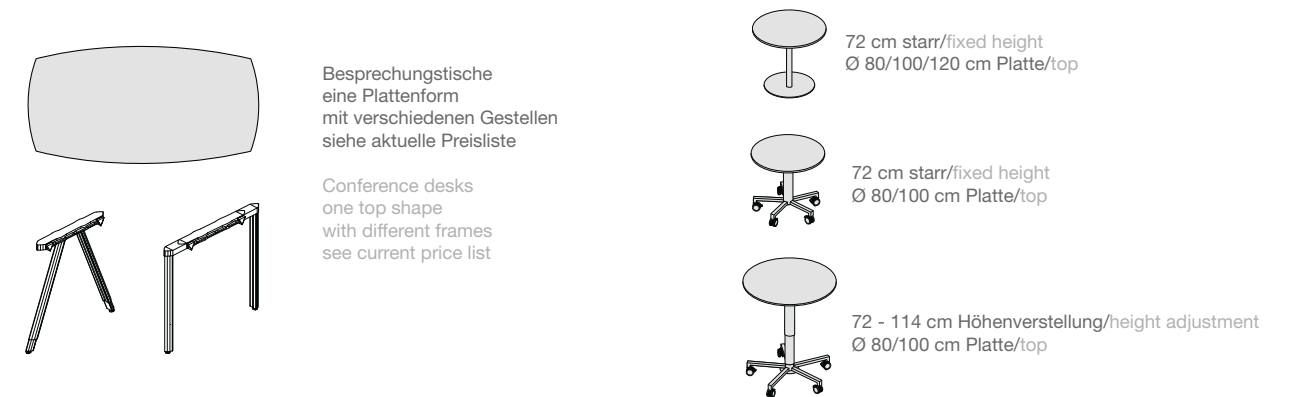 Besprechungstische
eine Plattenform
mit verschiedenen Gestellen
siehe aktuelle Preisliste
Conference desks
one top shape
with different frames
see current price list
72 cm starr/fixed height
Ø 80/100/120 cm Platte/top
72 cm starr/fixed height
Ø 80/100 cm Platte/top
72 - 114 cm Höhenverstellung/height adjustment
Ø 80/100 cm Platte/top